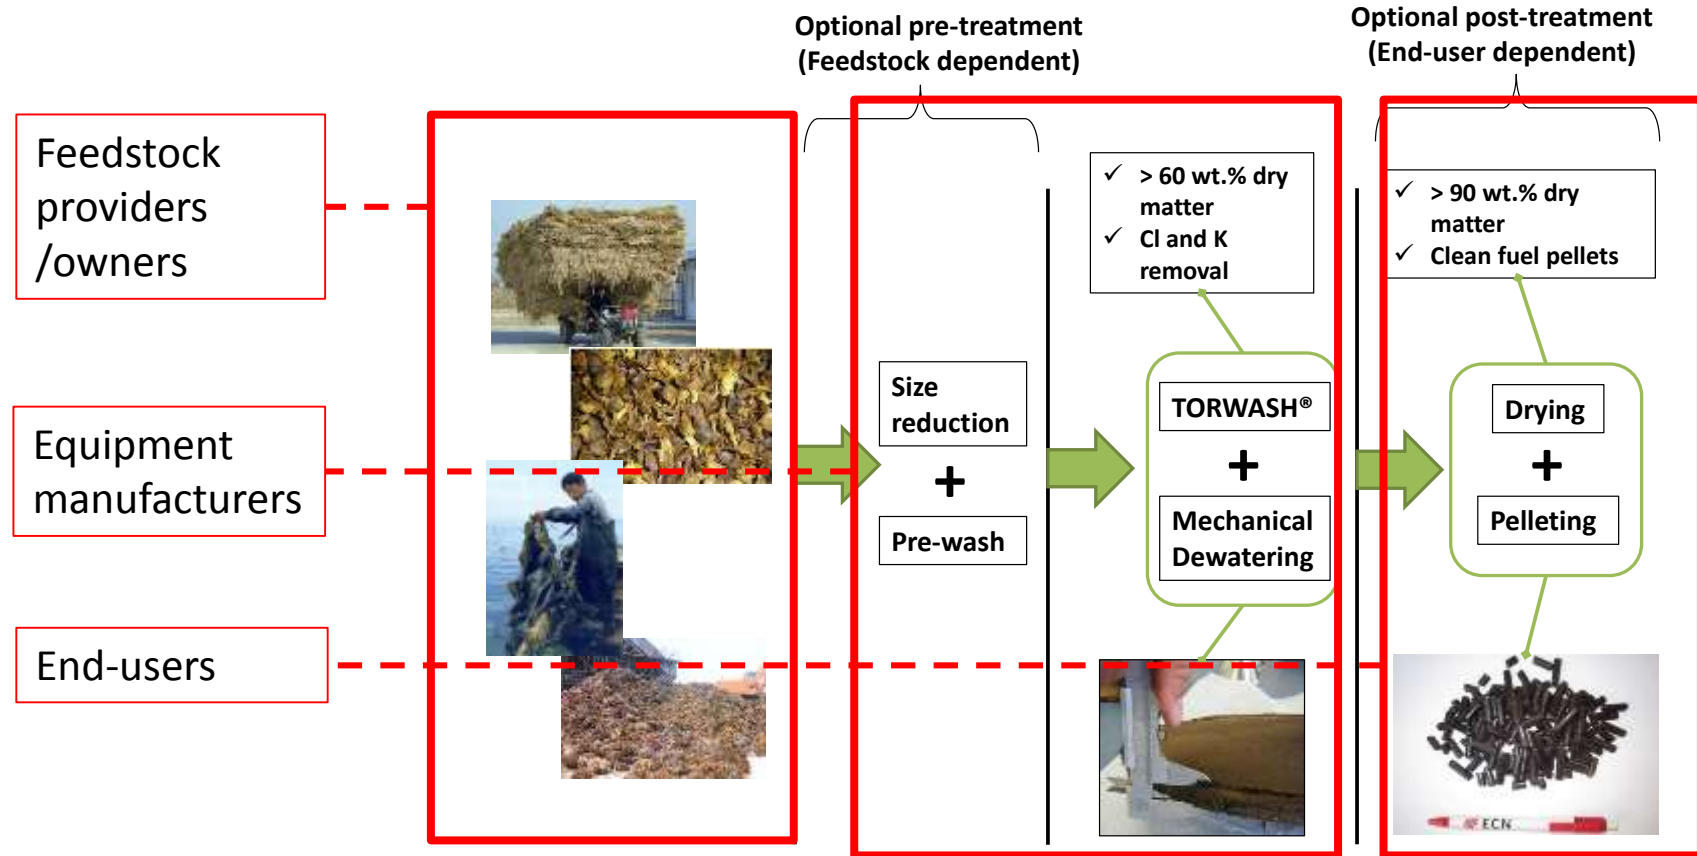 Optional pre-treatment
(Feedstock dependent)
Optional post-treatment
(End-user dependent)
Feedstock
providers
/owners
Equipment
manufacturers
End-users
Size
reduction
+
Pre-wash
✓ > 60 wt.% dry
matter
✓ Cl and K
removal
TORWASH®
+
Mechanical
Dewatering
✓ > 90 wt.% dry
matter
✓ Clean fuel pellets
Drying
+
Pelleting
ECN